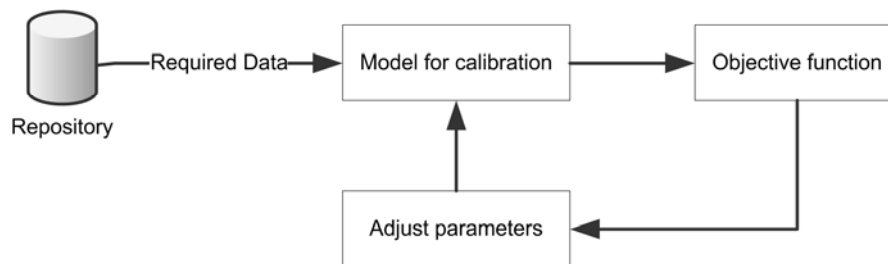 Required Data
Model for calibration
Objective function
Repository
Adjust parameters